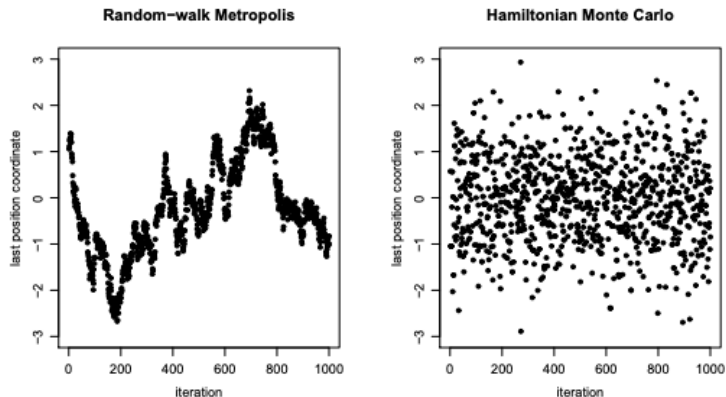 Random-walk Metropolis
3
2
1
0
-1
-2
-3
last position coordinate
0 200 400 600 800 1000
iteration
Hamiltonian Monte Carlo
3
2
1
0
-1
-2
-3
last position coordinate
0 200 400 600 800 1000
iteration